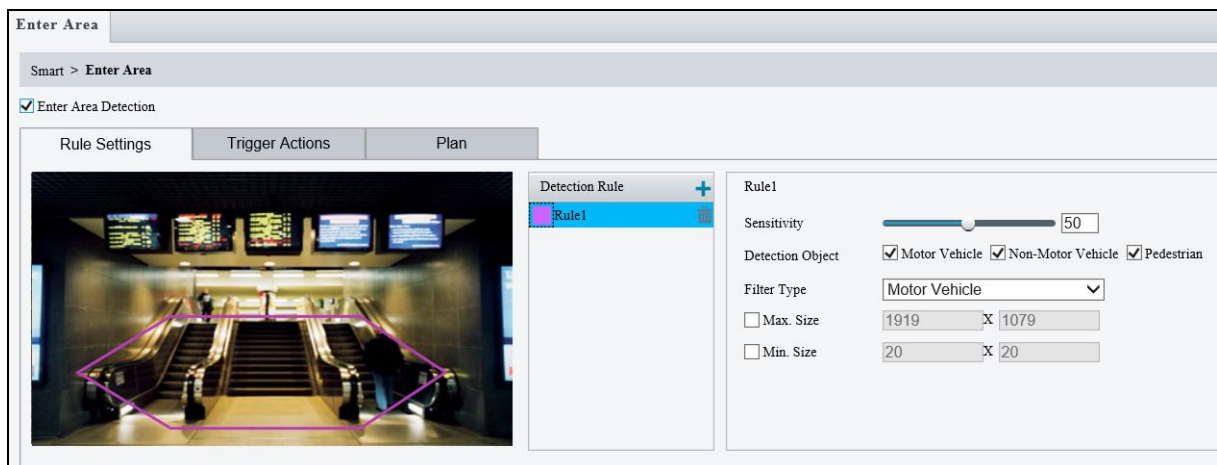 Enter Area
Smart > Enter Area
Enter Area Detection
Rule Settings
Trigger Actions
Plan
Detection Rule
Rule1
Rule1
Sensitivity
50
Detection Object
Motor Vehicle Non-Motor Vehicle Pedestrian
Filter Type
Motor Vehicle
Max. Size
1919 X 1079
Min. Size
20 X 20